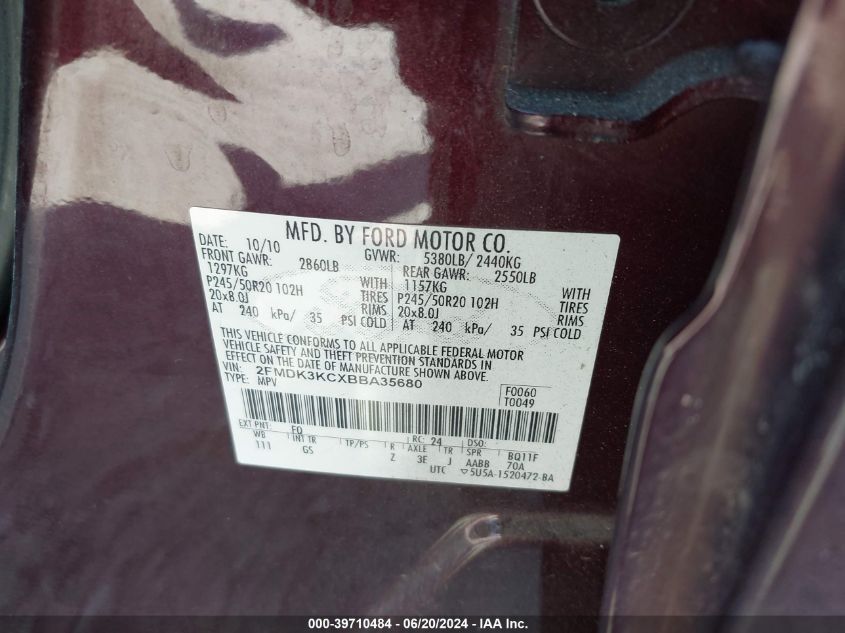 MFD. BY FORD MOTOR CO.
DATE: 10/10 GVWR: 5380LB/ 2440KG
FRONT GAWR: 2860LB REAR GAWR: 2550LB
1297KG WITH 1157KG WITH
P245/50R20 102H TIRES P245/50R20 102H TIRES
20x8.0J RIMS 20x8.0J RIMS
AT 240 kPa/ 35 PSI COLD AT 240 kPa/ 35 PSI COLD
THIS VEHICLE CONFORMS TO ALL APPLICABLE FEDERAL MOTOR
VEHICLE SAFETY AND THEFT PREVENTION STANDARDS IN
EFFECT ON THE DATE OF MANUFACTURE SHOWN ABOVE.
VIN: 2FMDK3KCXBBA35680
TYPE: MPV
F0060
T0049
EXT PNT: FQ RC: 24 DSO:
WB INT TR TP/PS R AXLE TR SPR BQ11F
111 GS Z 3E J AABB 70A
UTC ▽5U5A-1520472-BA
000-39710484 - 06/20/2024 - IAA Inc.